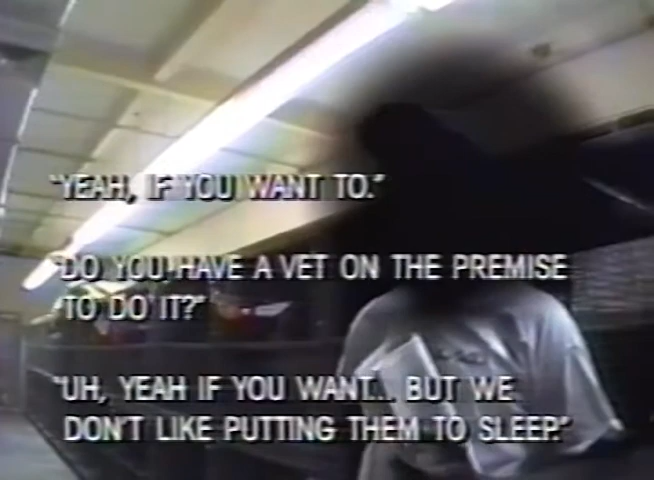 "YEAH, IF YOU WANT TO."
"DO YOU HAVE A VET ON THE PREMISE
TO DO IT?"
"UH, YEAH IF YOU WANT... BUT WE
DON'T LIKE PUTTING THEM TO SLEEP."